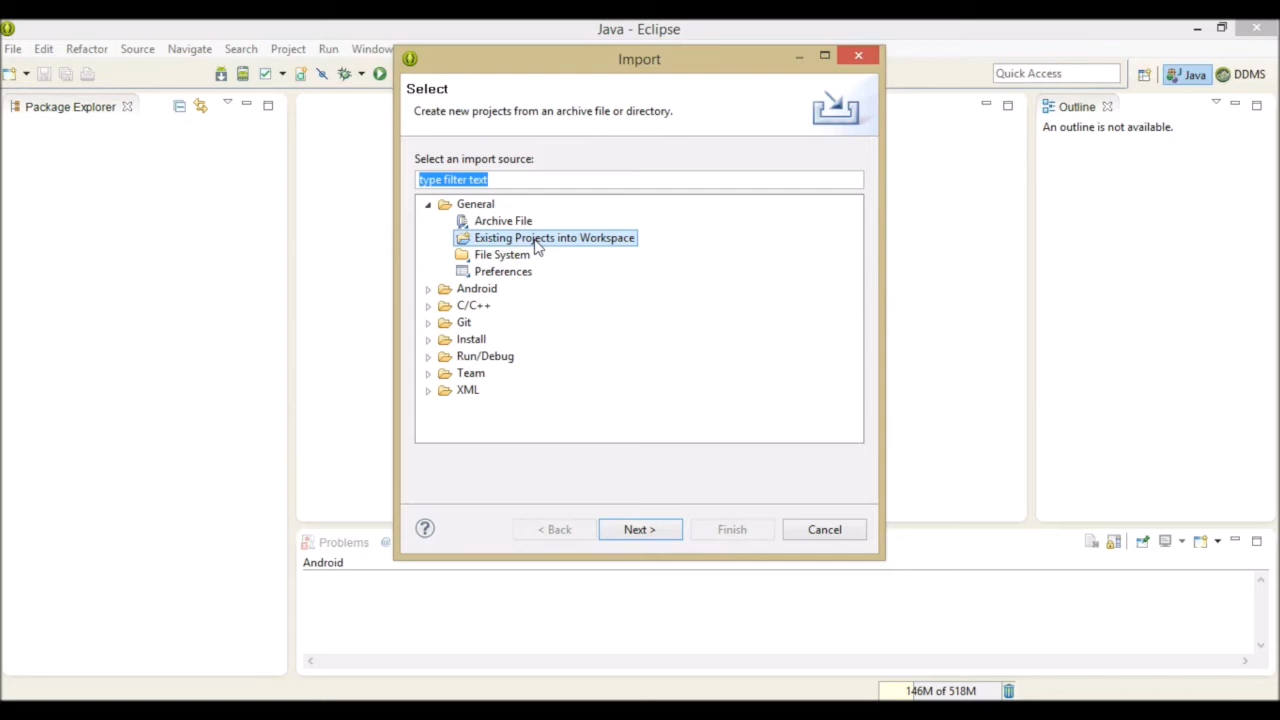 Java - Eclipse
File Edit Refactor Source Navigate Search Project Run Window
Import
Quick Access
Java
DDMS
Package Explorer
Select
Create new projects from an archive file or directory.
Outline
An outline is not available.
Select an import source:
type filter text
General
Archive File
Existing Projects into Workspace
File System
Preferences
Android
C/C++
Git
Install
Run/Debug
Team
XML
< Back
Next >
Finish
Cancel
Problems @
Android
146M of 518M